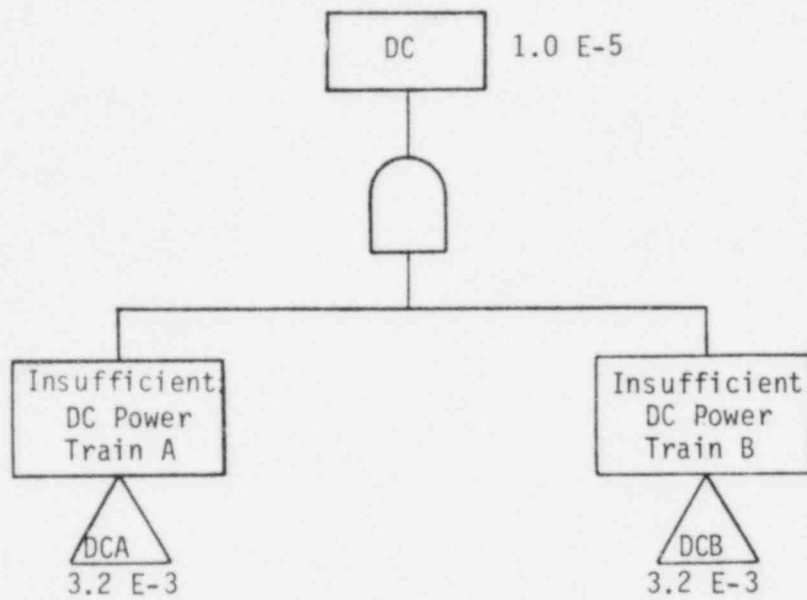 DC
1.0 E-5
Insufficient
DC Power
Train A
DCA
3.2 E-3
Insufficient
DC Power
Train B
DCB
3.2 E-3